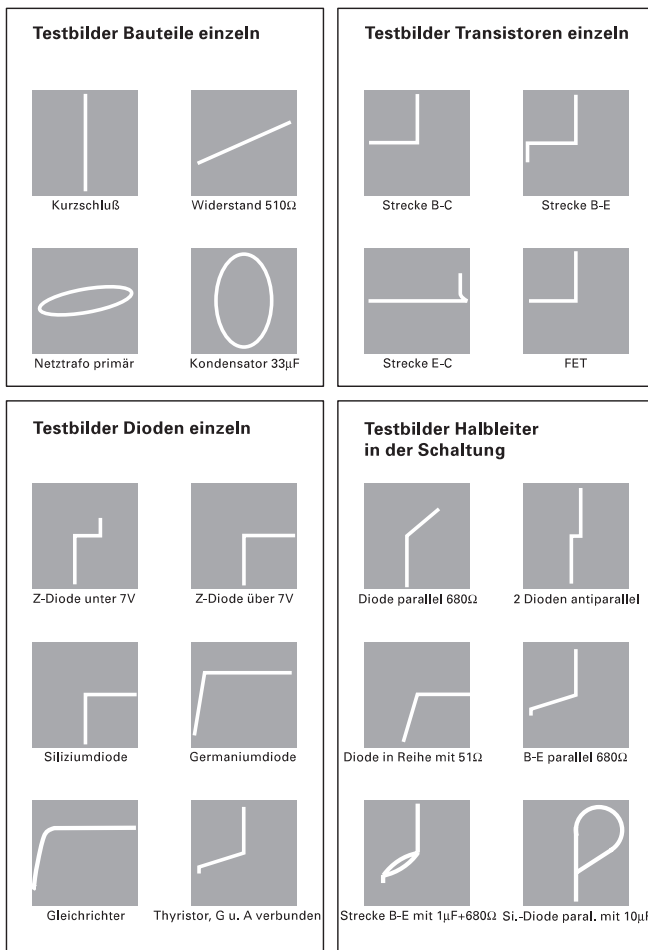 Testbilder Bauteile einzeln
Kurzschluß
Widerstand 510Ω
Netztrafo primär
Kondensator 33µF
Testbilder Transistoren einzeln
Strecke B-C
Strecke B-E
Strecke E-C
FET
Testbilder Dioden einzeln
Z-Diode unter 7V
Z-Diode über 7V
Siliziumdiode
Germaniumdiode
Gleichrichter
Thyristor, G u. A verbunden
Testbilder Halbleiter
in der Schaltung
Diode parallel 680Ω
2 Dioden antiparallel
Diode in Reihe mit 51Ω
B-E parallel 680Ω
Strecke B-E mit 1µF+680Ω
Si.-Diode paral. mit 10µF